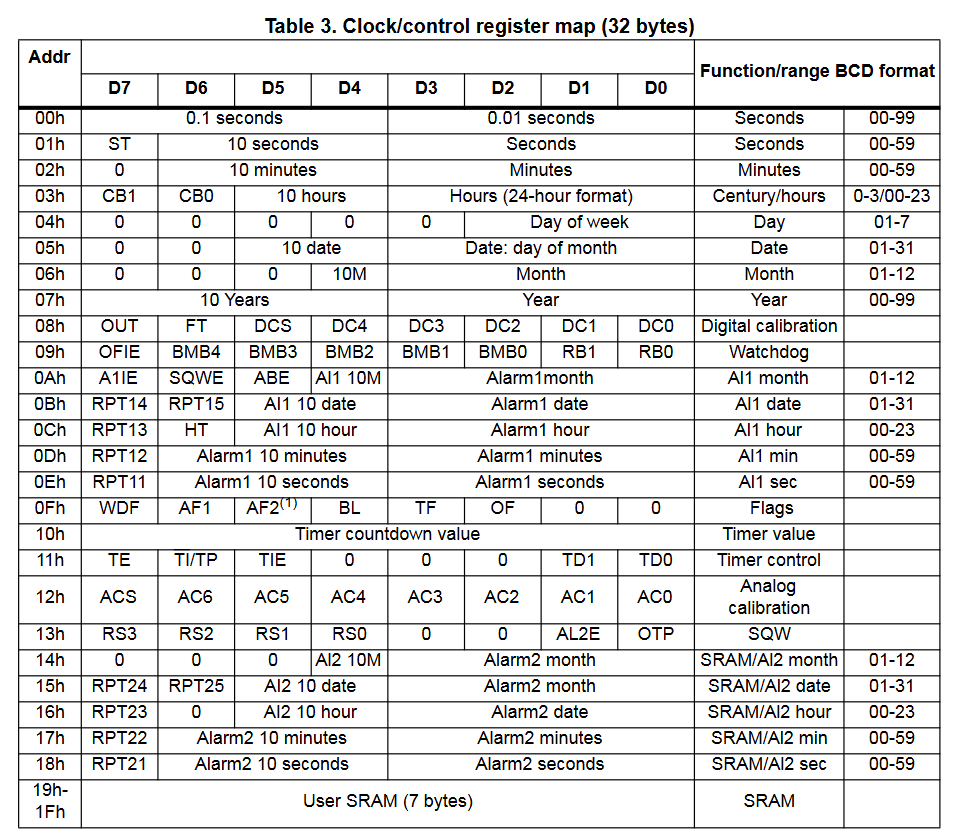 Table 3. Clock/control register map (32 bytes)
Addr Function/range BCD format
D7 D6 D5 D4 D3 D2 D1 D0
00h 0.1 seconds 0.01 seconds Seconds 00-99
01h ST 10 seconds Seconds Seconds 00-59
02h 0 10 minutes Minutes Minutes 00-59
03h CB1 CB0 10 hours Hours (24-hour format) Century/hours 0-3/00-23
04h 0 0 0 0 0 Day of week Day 01-7
05h 0 0 10 date Date: day of month Date 01-31
06h 0 0 0 10M Month Month 01-12
07h 10 Years Year Year 00-99
08h OUT FT DCS DC4 DC3 DC2 DC1 DC0 Digital calibration
09h OFIE BMB4 BMB3 BMB2 BMB1 BMB0 RB1 RB0 Watchdog
0Ah A1IE SQWE ABE Al1 10M Alarm1month Al1 month 01-12
0Bh RPT14 RPT15 Al1 10 date Alarm1 date Al1 date 01-31
0Ch RPT13 HT Al1 10 hour Alarm1 hour Al1 hour 00-23
0Dh RPT12 Alarm1 10 minutes Alarm1 minutes Al1 min 00-59
0Eh RPT11 Alarm1 10 seconds Alarm1 seconds Al1 sec 00-59
0Fh WDF AF1 AF2(1) BL TF OF 0 0 Flags
10h Timer countdown value Timer value
11h TE TI/TP TIE 0 0 0 TD1 TD0 Timer control
12h ACS AC6 AC5 AC4 AC3 AC2 AC1 AC0 Analog
calibration
13h RS3 RS2 RS1 RS0 0 0 AL2E OTP SQW
14h 0 0 0 Al2 10M Alarm2 month SRAM/Al2 month 01-12
15h RPT24 RPT25 Al2 10 date Alarm2 month SRAM/Al2 date 01-31
16h RPT23 0 Al2 10 hour Alarm2 date SRAM/Al2 hour 00-23
17h RPT22 Alarm2 10 minutes Alarm2 minutes SRAM/Al2 min 00-59
18h RPT21 Alarm2 10 seconds Alarm2 seconds SRAM/Al2 sec 00-59
19h-
1Fh User SRAM (7 bytes) SRAM